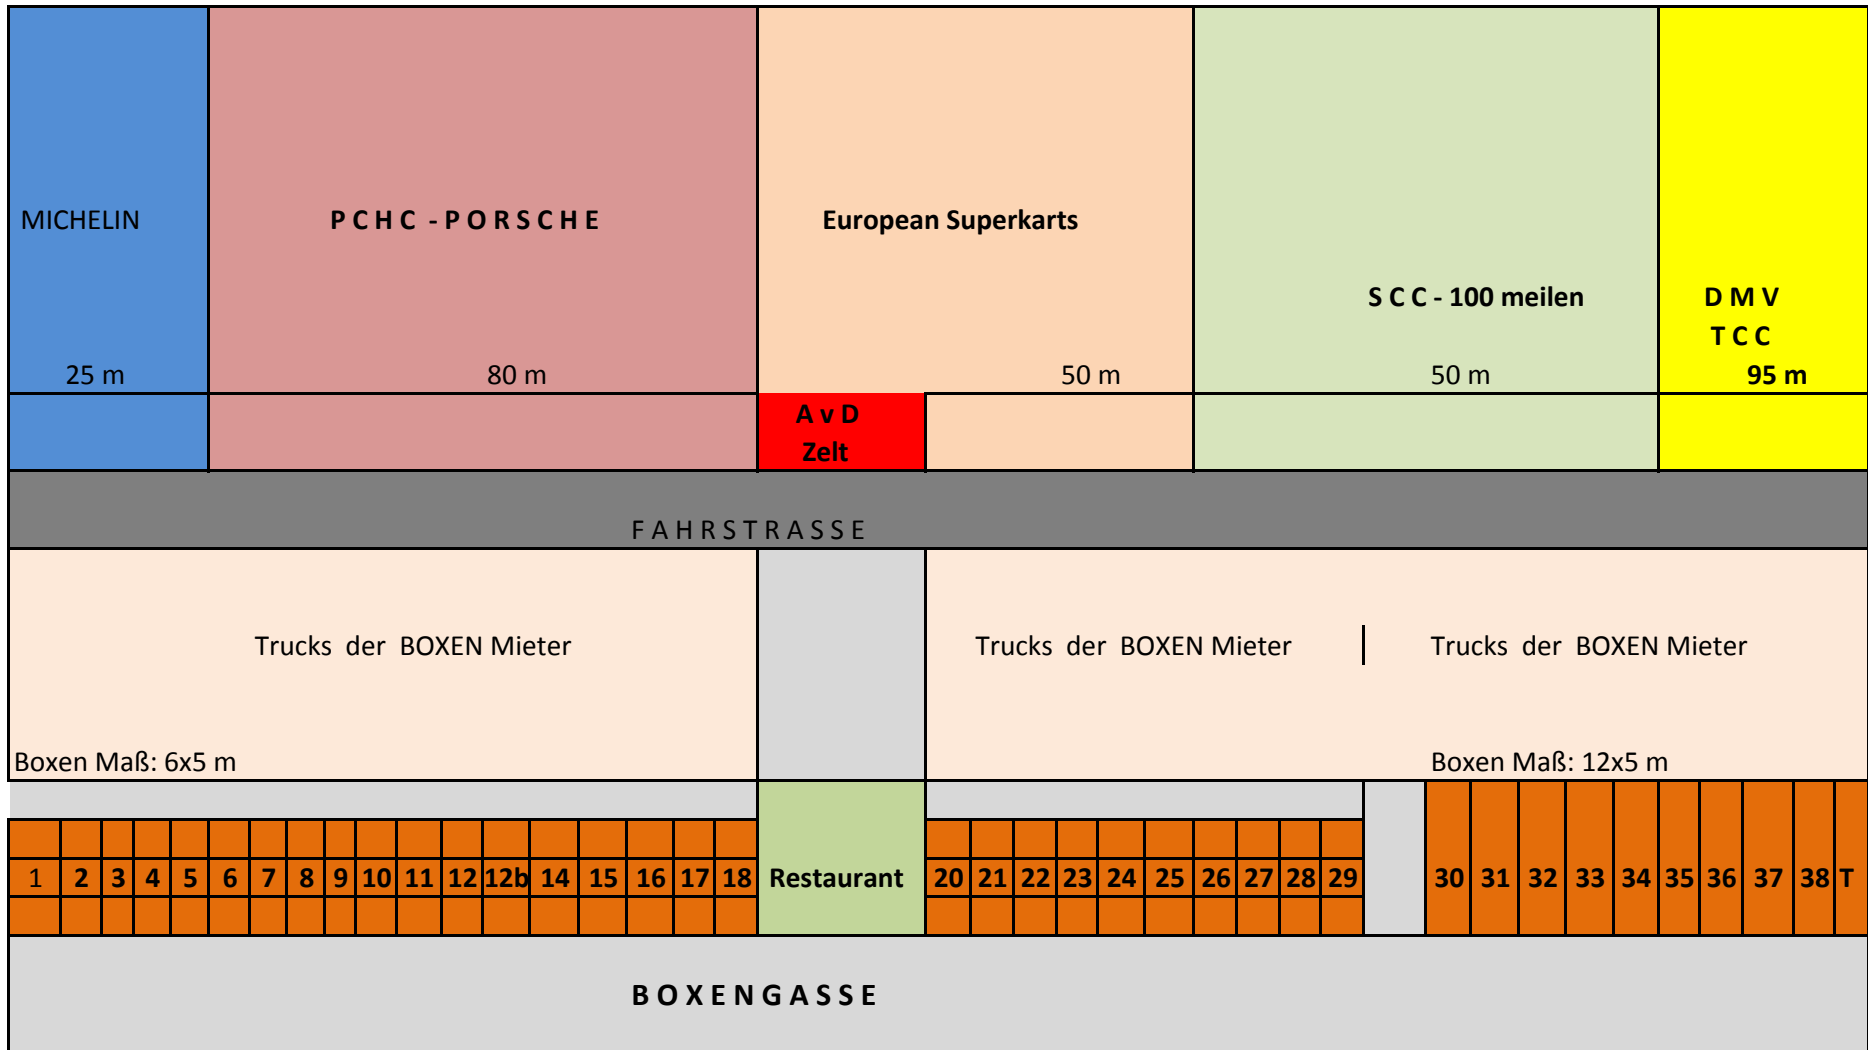 MICHELIN P C H C - P O R S C H E European Superkarts
S C C - 100 meilen D M V
T C C
25 m 80 m 50 m 50 m 95 m
A v D
Zelt
F A H R S T R A S S E
Trucks der BOXEN Mieter Trucks der BOXEN Mieter Trucks der BOXEN Mieter
Boxen Maß: 6x5 m Boxen Maß: 12x5 m
1 2 3 4 5 6 7 8 9 10 11 12 12b 14 15 16 17 18 Restaurant 20 21 22 23 24 25 26 27 28 29 30 31 32 33 34 35 36 37 38 T
B O X E N G A S S E